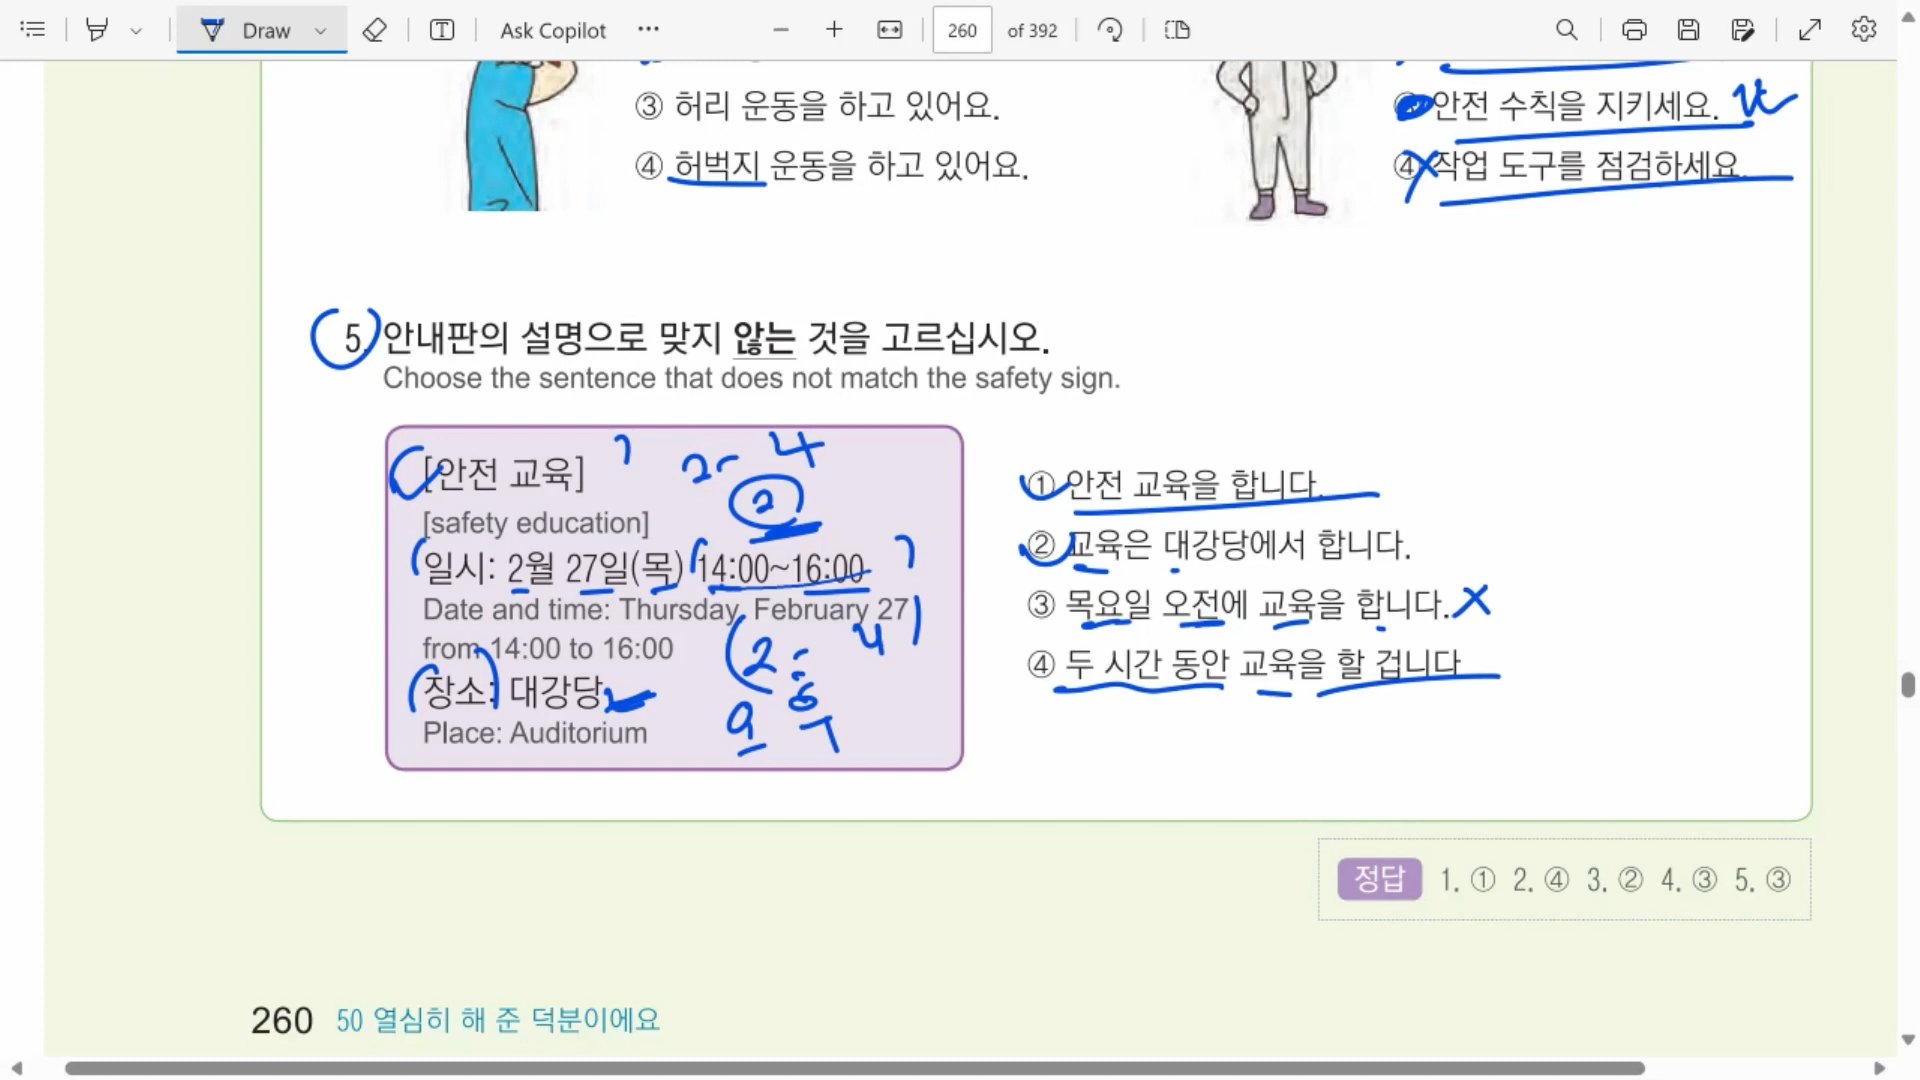 Draw
Ask Copilot
260 of 392
③ 허리 운동을 하고 있어요.
④ 허벅지 운동을 하고 있어요.
안전 수칙을 지키세요.
④ 작업 도구를 점검하세요.
5. 안내판의 설명으로 맞지 않는 것을 고르십시오.
Choose the sentence that does not match the safety sign.
2 - 4
[안전 교육]
2
[safety education]
일시: 2월 27일(목) 14:00~16:00
Date and time: Thursday, February 27
from 14:00 to 16:00
2 : 4
장소: 대강당
Place: Auditorium
① 안전 교육을 합니다.
② 교육은 대강당에서 합니다.
③ 목요일 오전에 교육을 합니다. X
④ 두 시간 동안 교육을 할 겁니다
정답 1. ① 2. ④ 3. ② 4. ③ 5. ③
260 50 열심히 해 준 덕분이에요